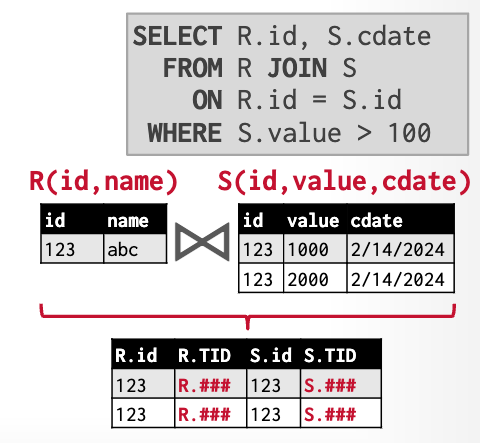 SELECT R.id, S.cdate
FROM R JOIN S
ON R.id = S.id
WHERE S.value > 100
R(id,name) S(id,value,cdate)
id name
123 abc
id value cdate
123 1000 2/14/2024
123 2000 2/14/2024
R.id R.TID S.id S.TID
123 R.### 123 S.###
123 R.### 123 S.###